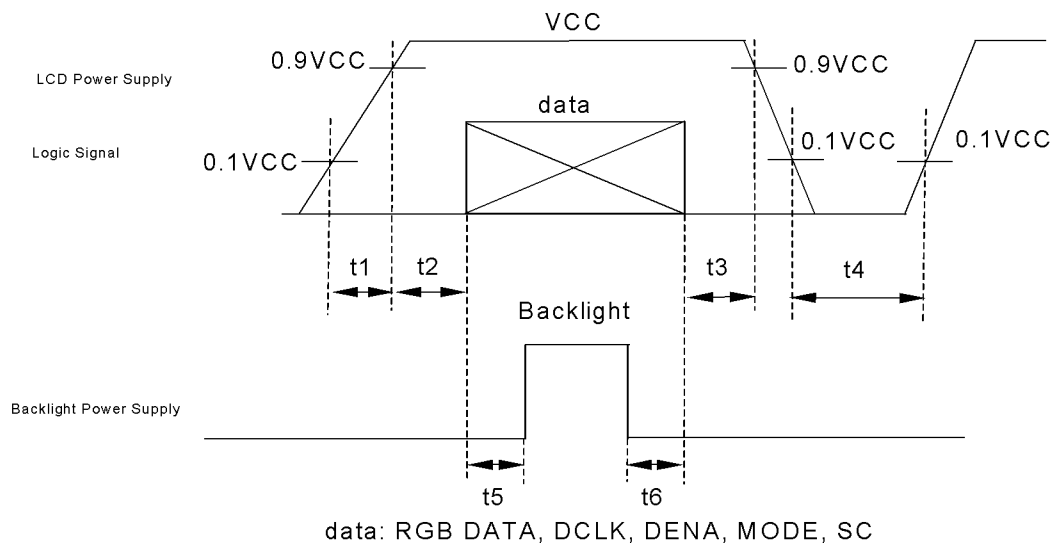 VCC
0.9VCC
0.9VCC
LCD Power Supply
data
Logic Signal
0.1VCC
0.1VCC
0.1VCC
t1
t2
t3
t4
Backlight
Backlight Power Supply
t5
t6
data: RGB DATA, DCLK, DENA, MODE, SC